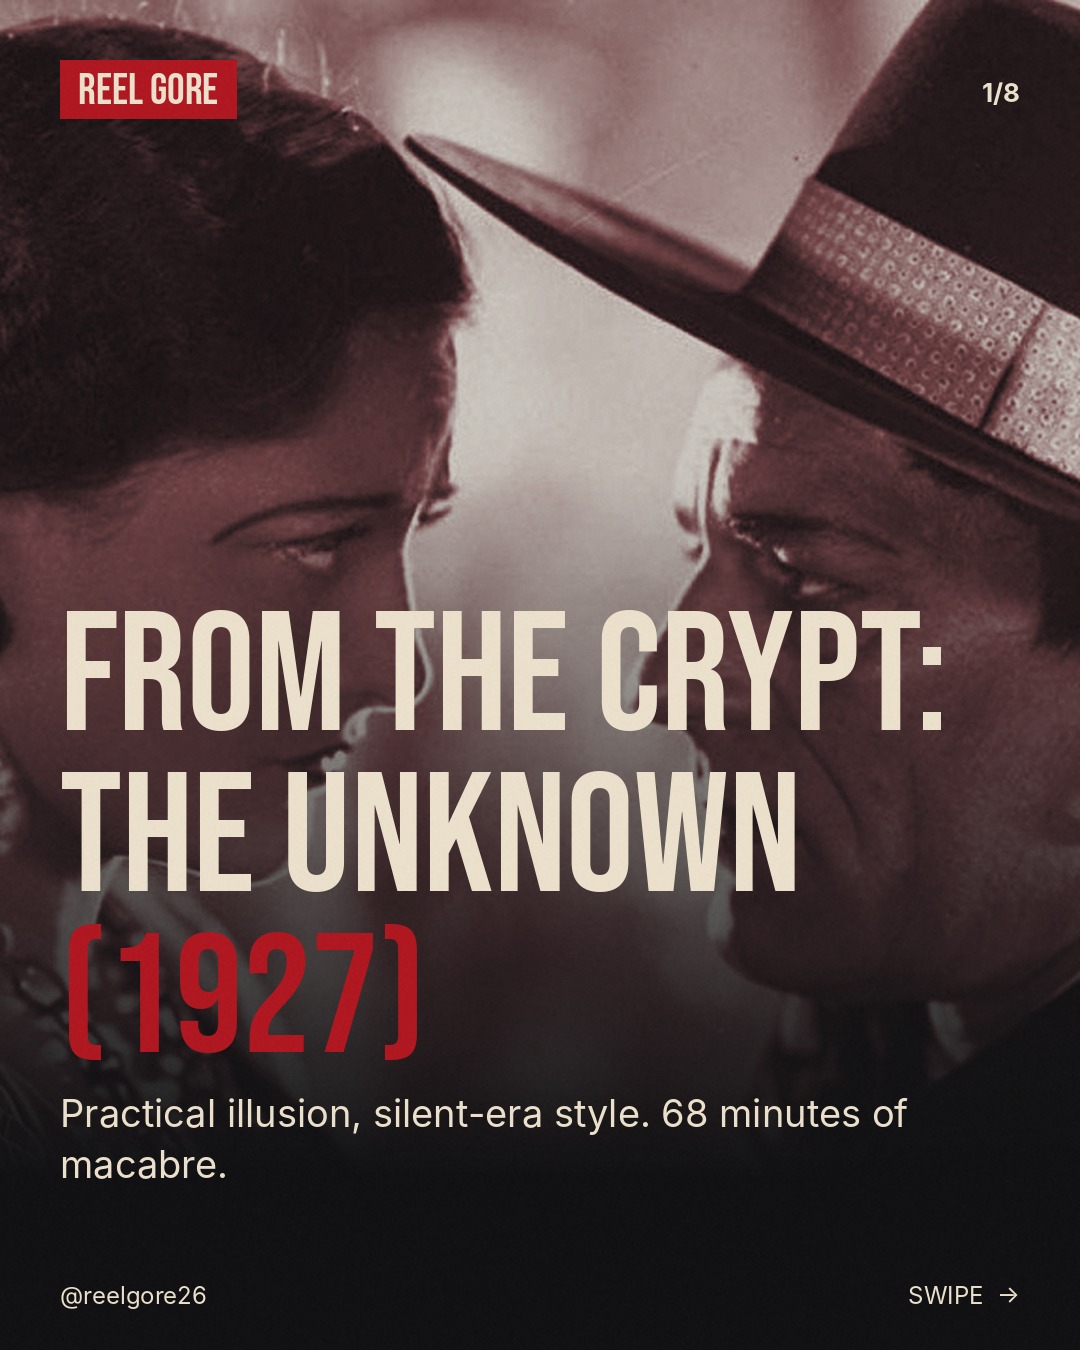 REEL GORE
1/8
FROM THE CRYPT:
THE UNKNOWN
(1927)
Practical illusion, silent-era style. 68 minutes of
macabre.
@reelgore26
SWIPE →